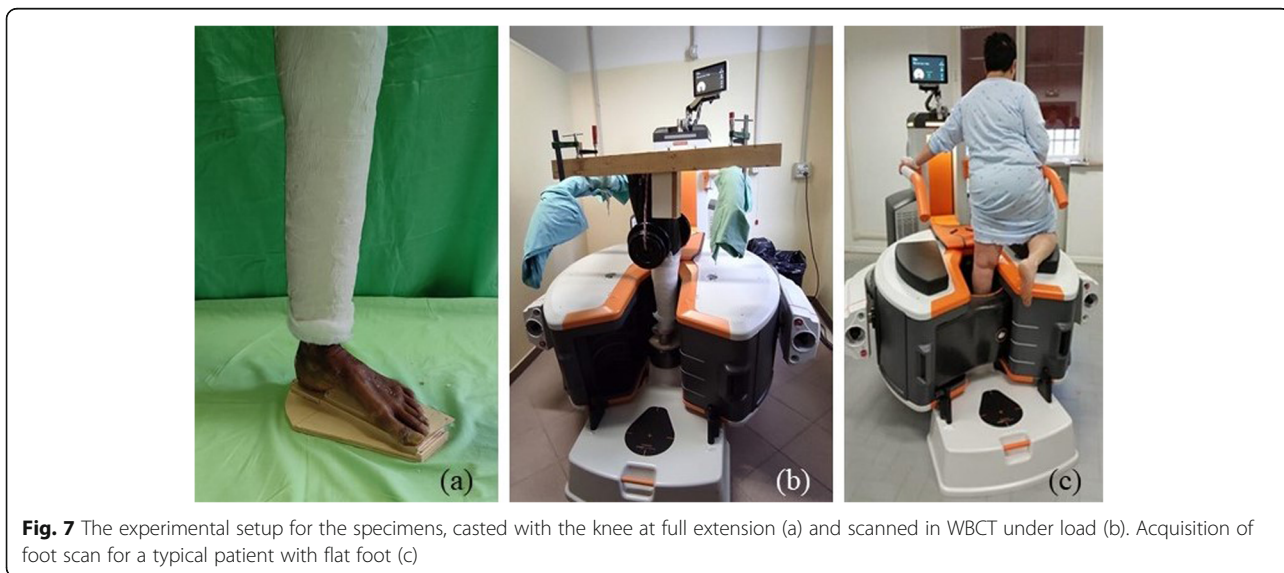 (a)
(b)
(c)
Fig. 7 The experimental setup for the specimens, casted with the knee at full extension (a) and scanned in WBCT under load (b). Acquisition of
foot scan for a typical patient with flat foot (c)